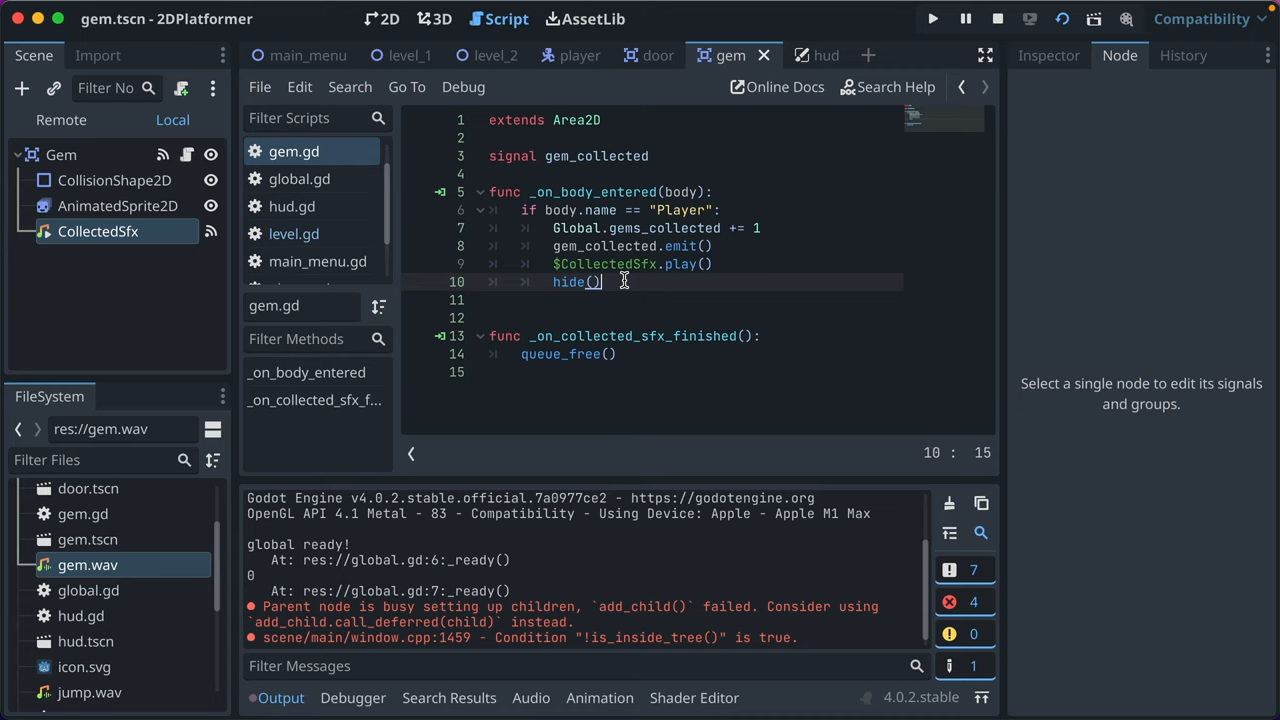 gem.tscn - 2DPlatformer
2D
3D
Script
AssetLib
Compatibility
Scene
Import
main_menu
level_1
level_2
player
door
gem
hud
Inspector
Node
History
Filter No
File
Edit
Search
Go To
Debug
Online Docs
Search Help
Remote
Local
Gem
CollisionShape2D
AnimatedSprite2D
CollectedSfx
Filter Scripts
gem.gd
global.gd
hud.gd
level.gd
main_menu.gd
gem.gd
Filter Methods
_on_body_entered
_on_collected_sfx_f...
1 extends Area2D
2
3 signal gem_collected
4
5 func _on_body_entered(body):
6 if body.name == "Player":
7 Global.gems_collected += 1
8 gem_collected.emit()
9 $CollectedSfx.play()
10 hide()
11
12
13 func _on_collected_sfx_finished():
14 queue_free()
15
10 : 15
Select a single node to edit its signals
and groups.
FileSystem
res://gem.wav
Filter Files
door.tscn
gem.gd
gem.tscn
gem.wav
global.gd
hud.gd
hud.tscn
icon.svg
jump.wav
Godot Engine v4.0.2.stable.official.7a0977ce2 - https://godotengine.org
OpenGL API 4.1 Metal - 83 - Compatibility - Using Device: Apple - Apple M1 Max
global ready!
At: res://global.gd:6:_ready()
0
At: res://global.gd:7:_ready()
Parent node is busy setting up children, `add_child()` failed. Consider using
`add_child.call_deferred(child)` instead.
scene/main/window.cpp:1459 - Condition "!is_inside_tree()" is true.
7
4
0
1
Filter Messages
Output
Debugger
Search Results
Audio
Animation
Shader Editor
4.0.2.stable